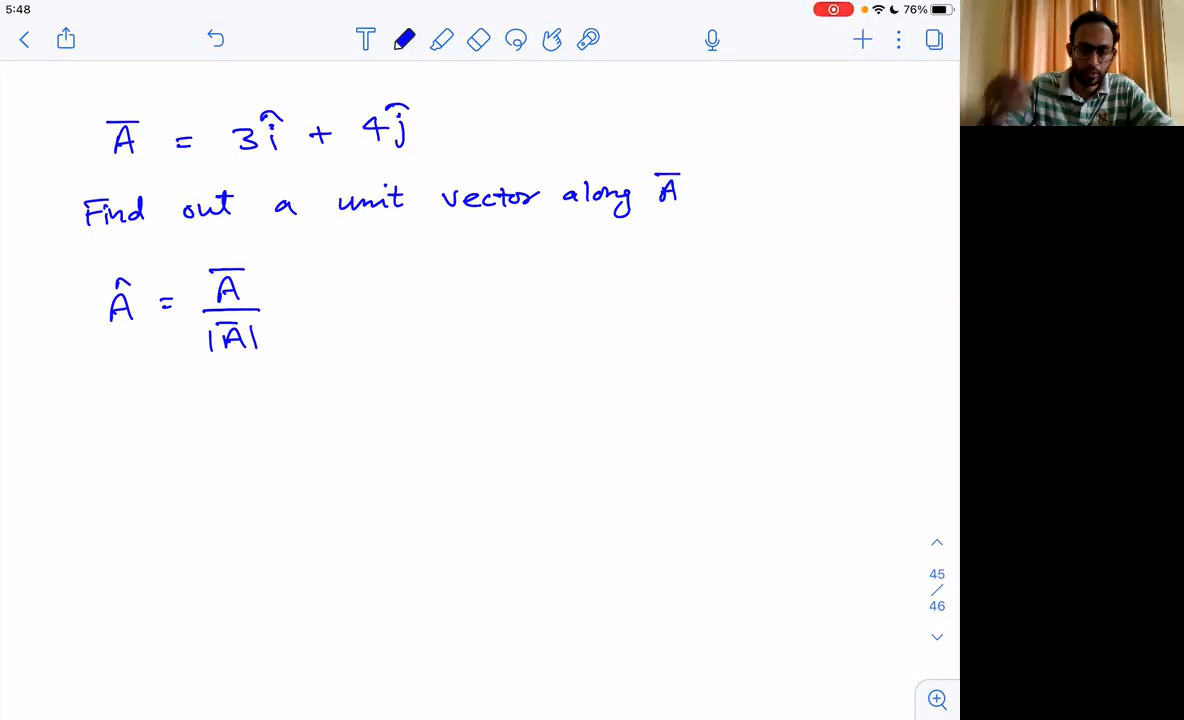 5:48
76%
A̅ = 3î + 4ĵ
Find out a unit vector along A̅
Â = A̅ / |A̅|
45
/
46